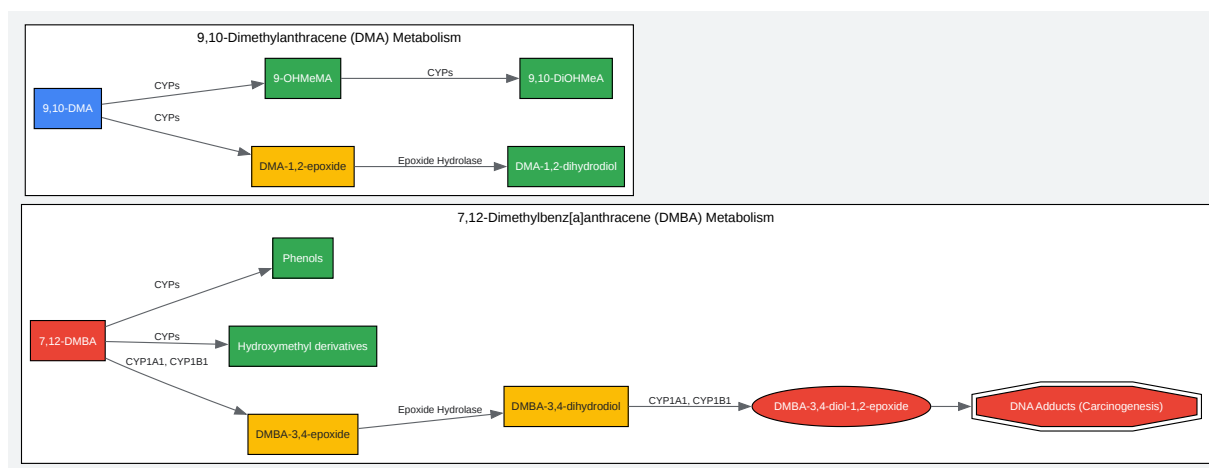 9,10-Dimethylanthracene (DMA) Metabolism
9-OHMeMA
CYPs
9,10-DiOHMeA
CYPs
9,10-DMA
CYPs
DMA-1,2-epoxide
Epoxide Hydrolase
DMA-1,2-dihydrodiol
7,12-Dimethylbenz[a]anthracene (DMBA) Metabolism
Phenols
CYPs
7,12-DMBA
CYPs
Hydroxymethyl derivatives
CYP1A1, CYP1B1
DMBA-3,4-epoxide
Epoxide Hydrolase
DMBA-3,4-dihydrodiol
CYP1A1, CYP1B1
DMBA-3,4-diol-1,2-epoxide
DNA Adducts (Carcinogenesis)